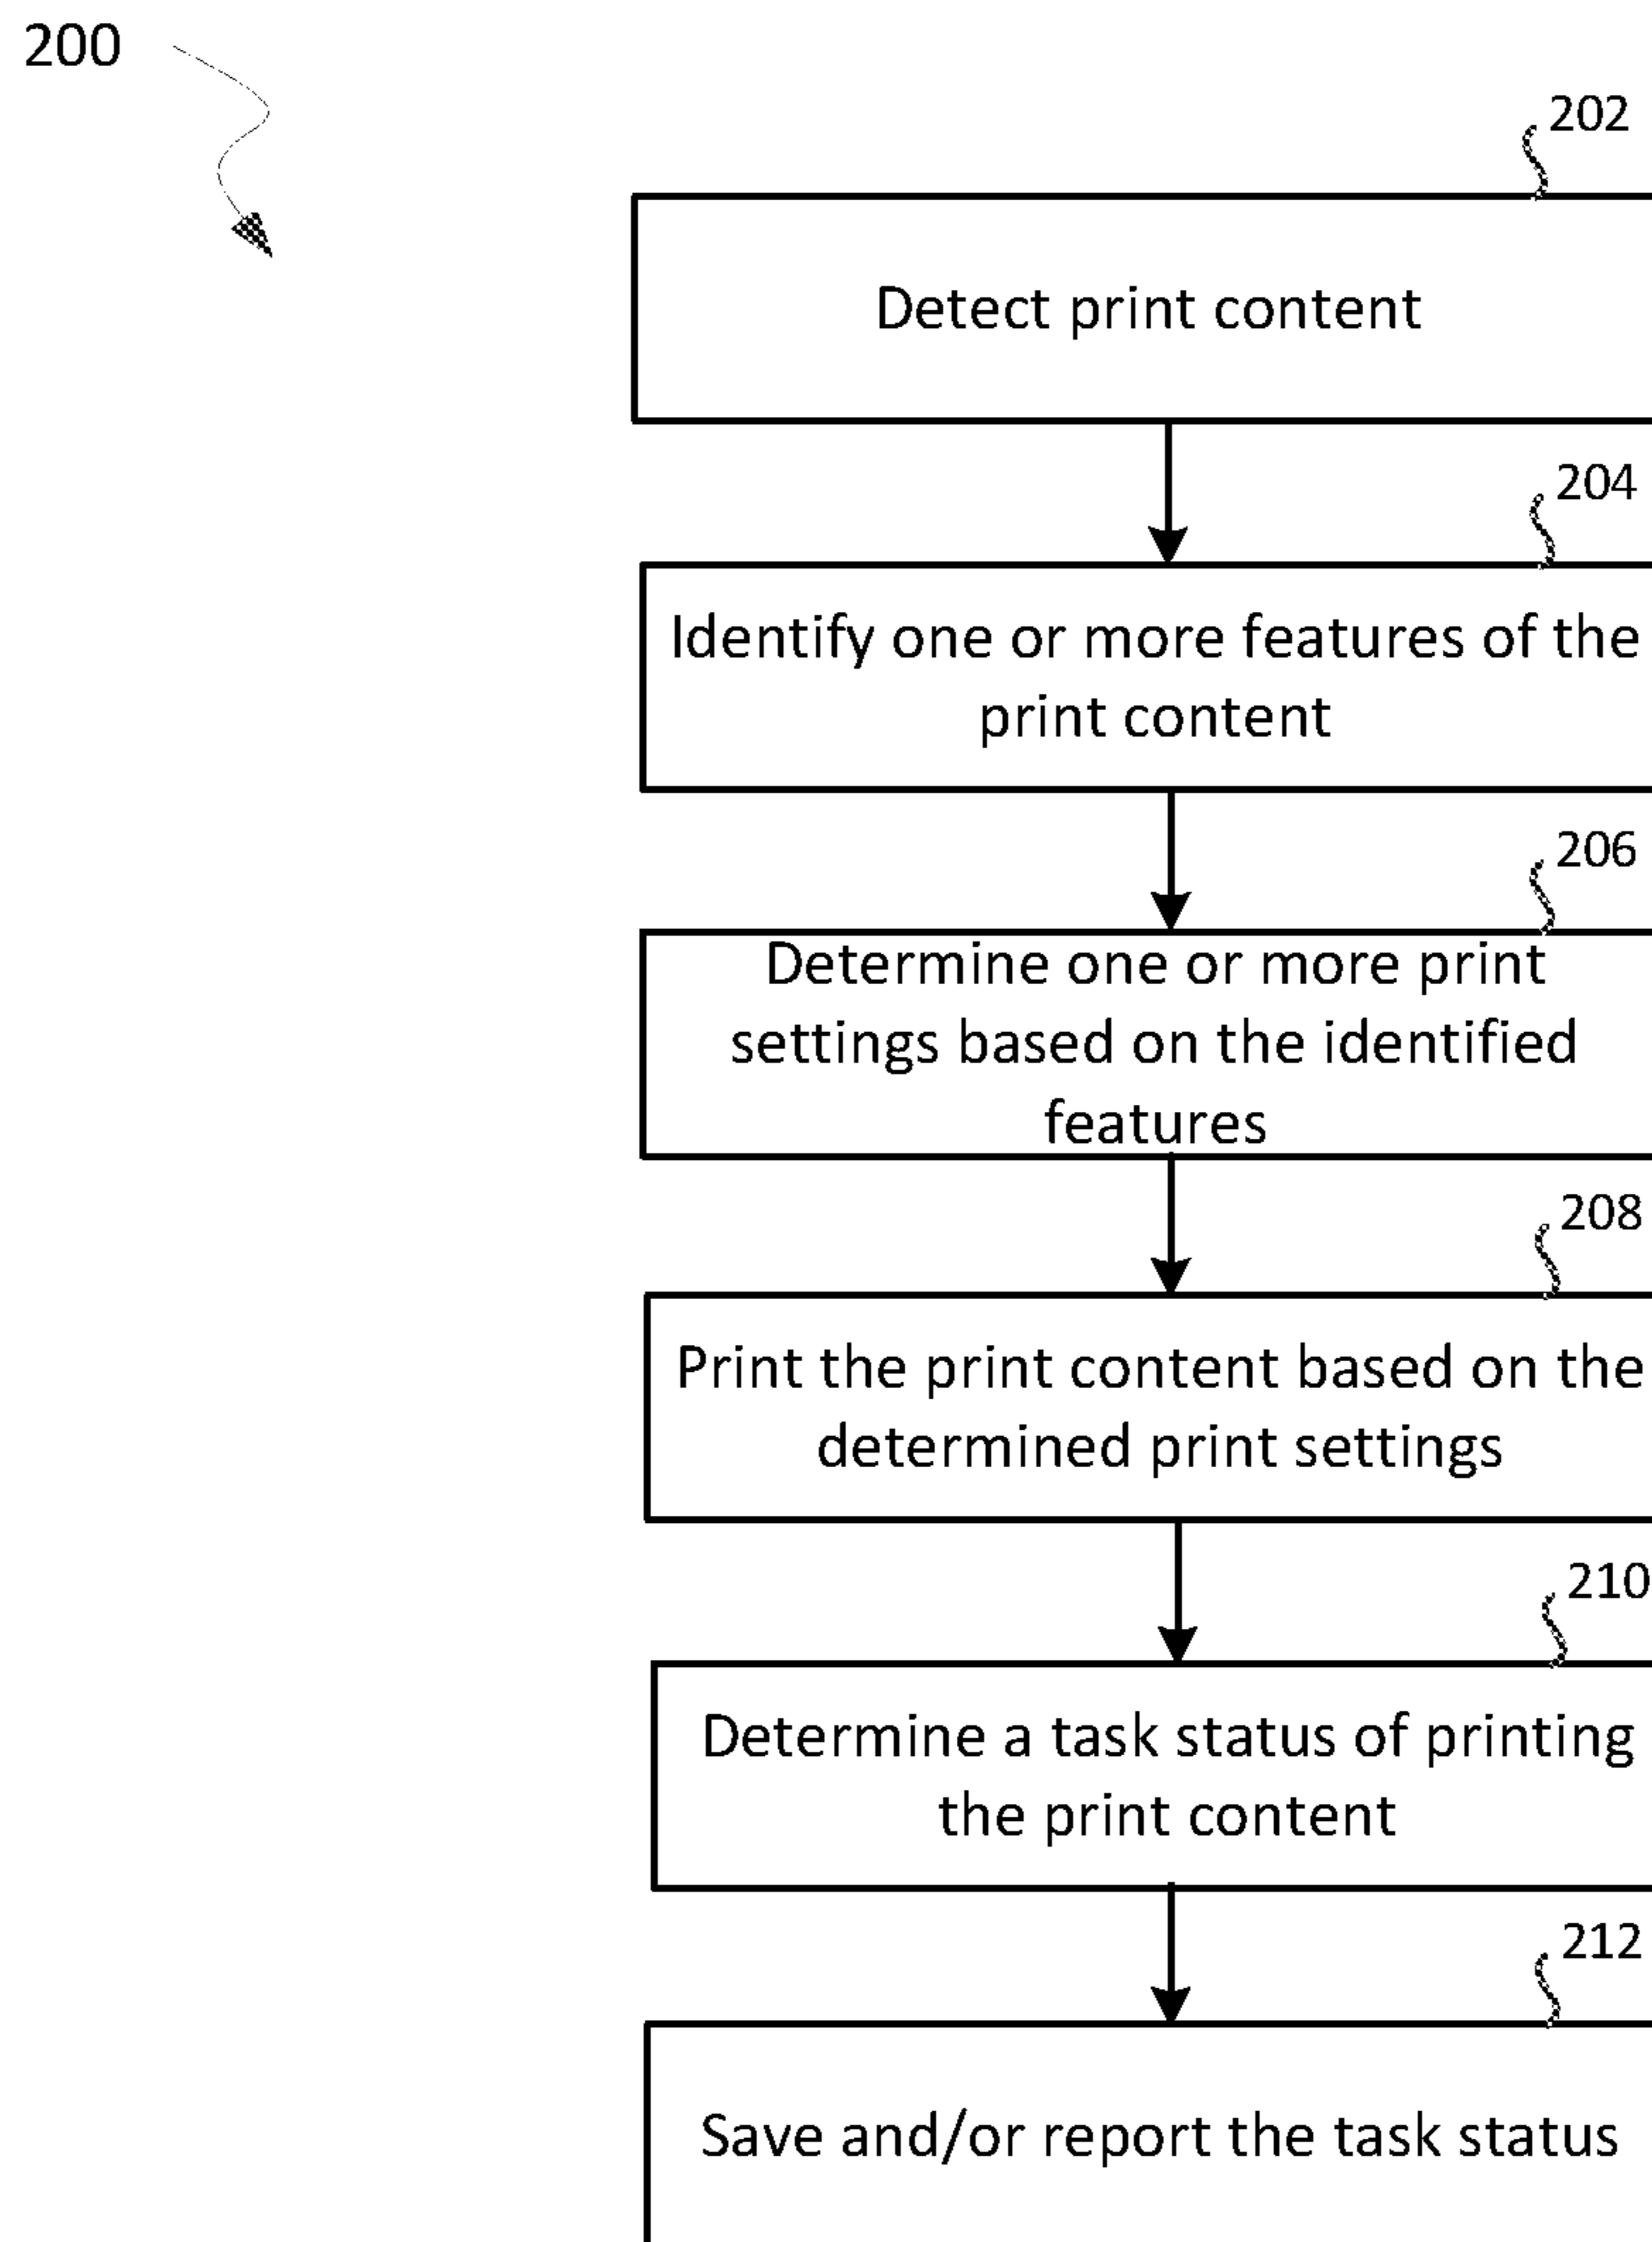 200
202
Detect print content
204
Identify one or more features of the
print content
206
Determine one or more print
settings based on the identified
features
208
Print the print content based on the
determined print settings
210
Determine a task status of printing
the print content
212
Save and/or report the task status